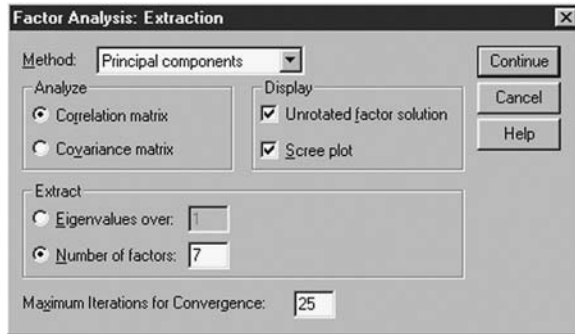 Factor Analysis: Extraction
Method: Principal components
Continue
Analyze
Correlation matrix
Covariance matrix
Display
Unrotated factor solution
Scree plot
Cancel
Help
Extract
Eigenvalues over: 1
Number of factors: 7
Maximum Iterations for Convergence: 25